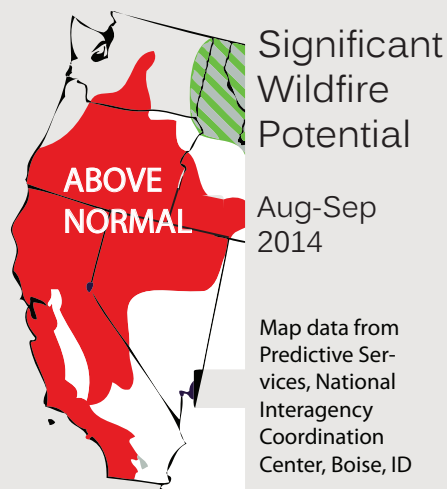 Significant
Wildfire
Potential
ABOVE
NORMAL
Aug-Sep
2014
Map data from
Predictive Ser-
vices, National
Interagency
Coordination
Center, Boise, ID